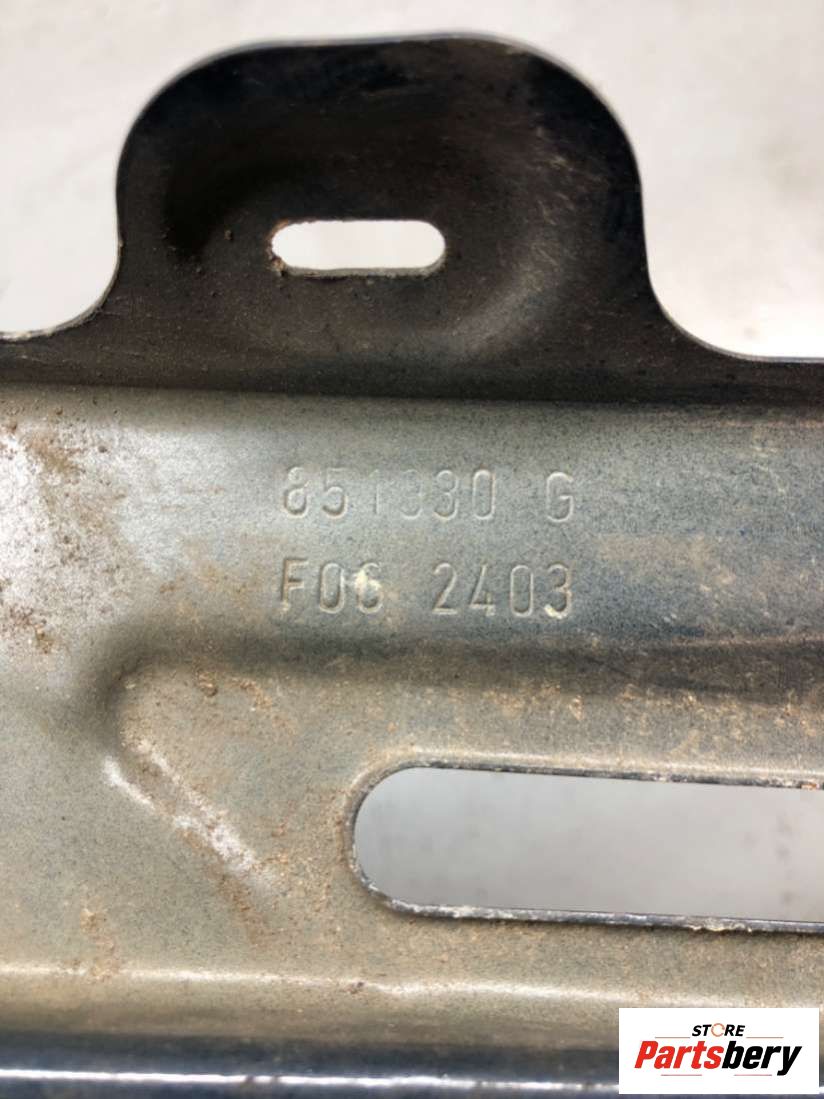 851330 G
F06 2403
STORE
Partsbery